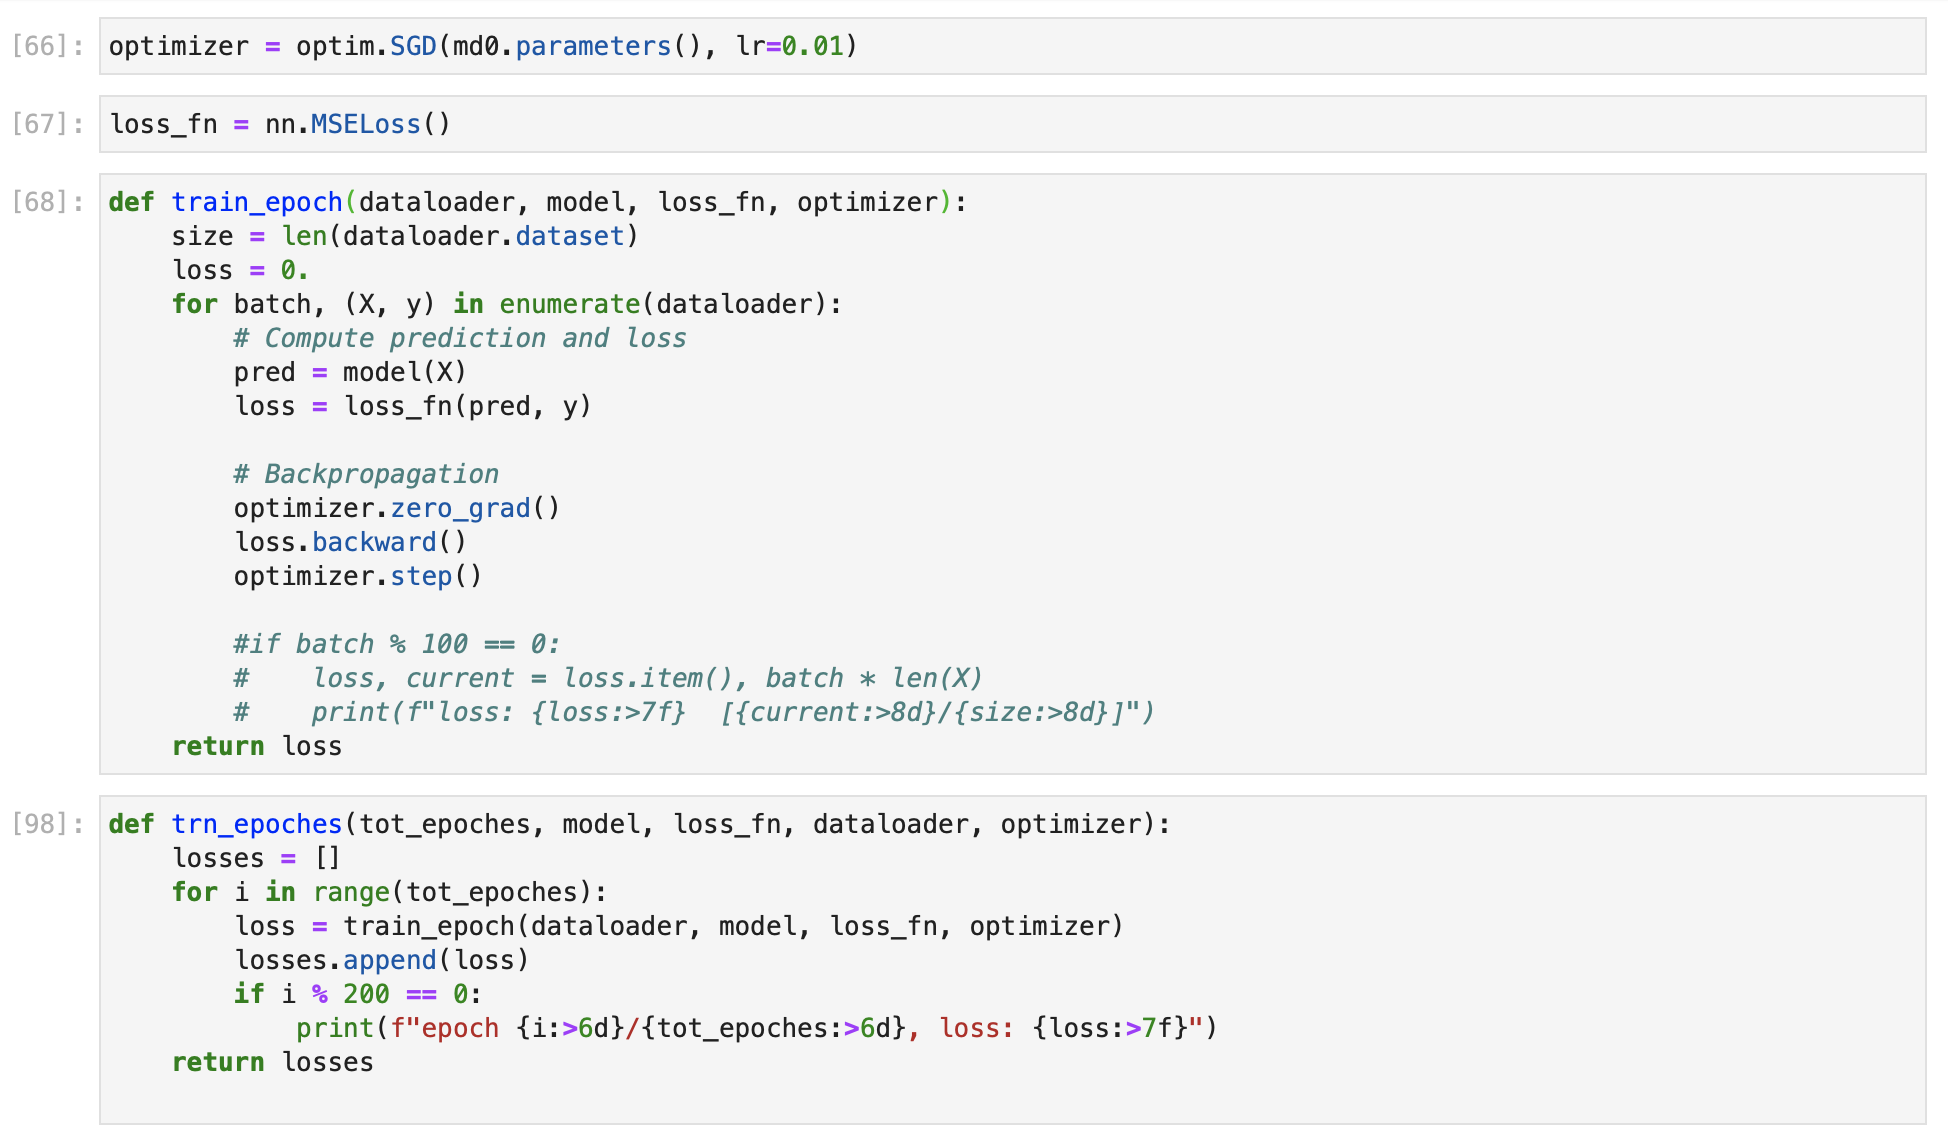 [66]: optimizer = optim.SGD(md0.parameters(), lr=0.01)
[67]: loss_fn = nn.MSELoss()
[68]: def train_epoch(dataloader, model, loss_fn, optimizer):
    size = len(dataloader.dataset)
    loss = 0.
    for batch, (X, y) in enumerate(dataloader):
        # Compute prediction and loss
        pred = model(X)
        loss = loss_fn(pred, y)

        # Backpropagation
        optimizer.zero_grad()
        loss.backward()
        optimizer.step()

        #if batch % 100 == 0:
        #    loss, current = loss.item(), batch * len(X)
        #    print(f"loss: {loss:>7f}  [{current:>8d}/{size:>8d}]")
    return loss
[98]: def trn_epoches(tot_epoches, model, loss_fn, dataloader, optimizer):
    losses = []
    for i in range(tot_epoches):
        loss = train_epoch(dataloader, model, loss_fn, optimizer)
        losses.append(loss)
        if i % 200 == 0:
            print(f"epoch {i:>6d}/{tot_epoches:>6d}, loss: {loss:>7f}")
    return losses